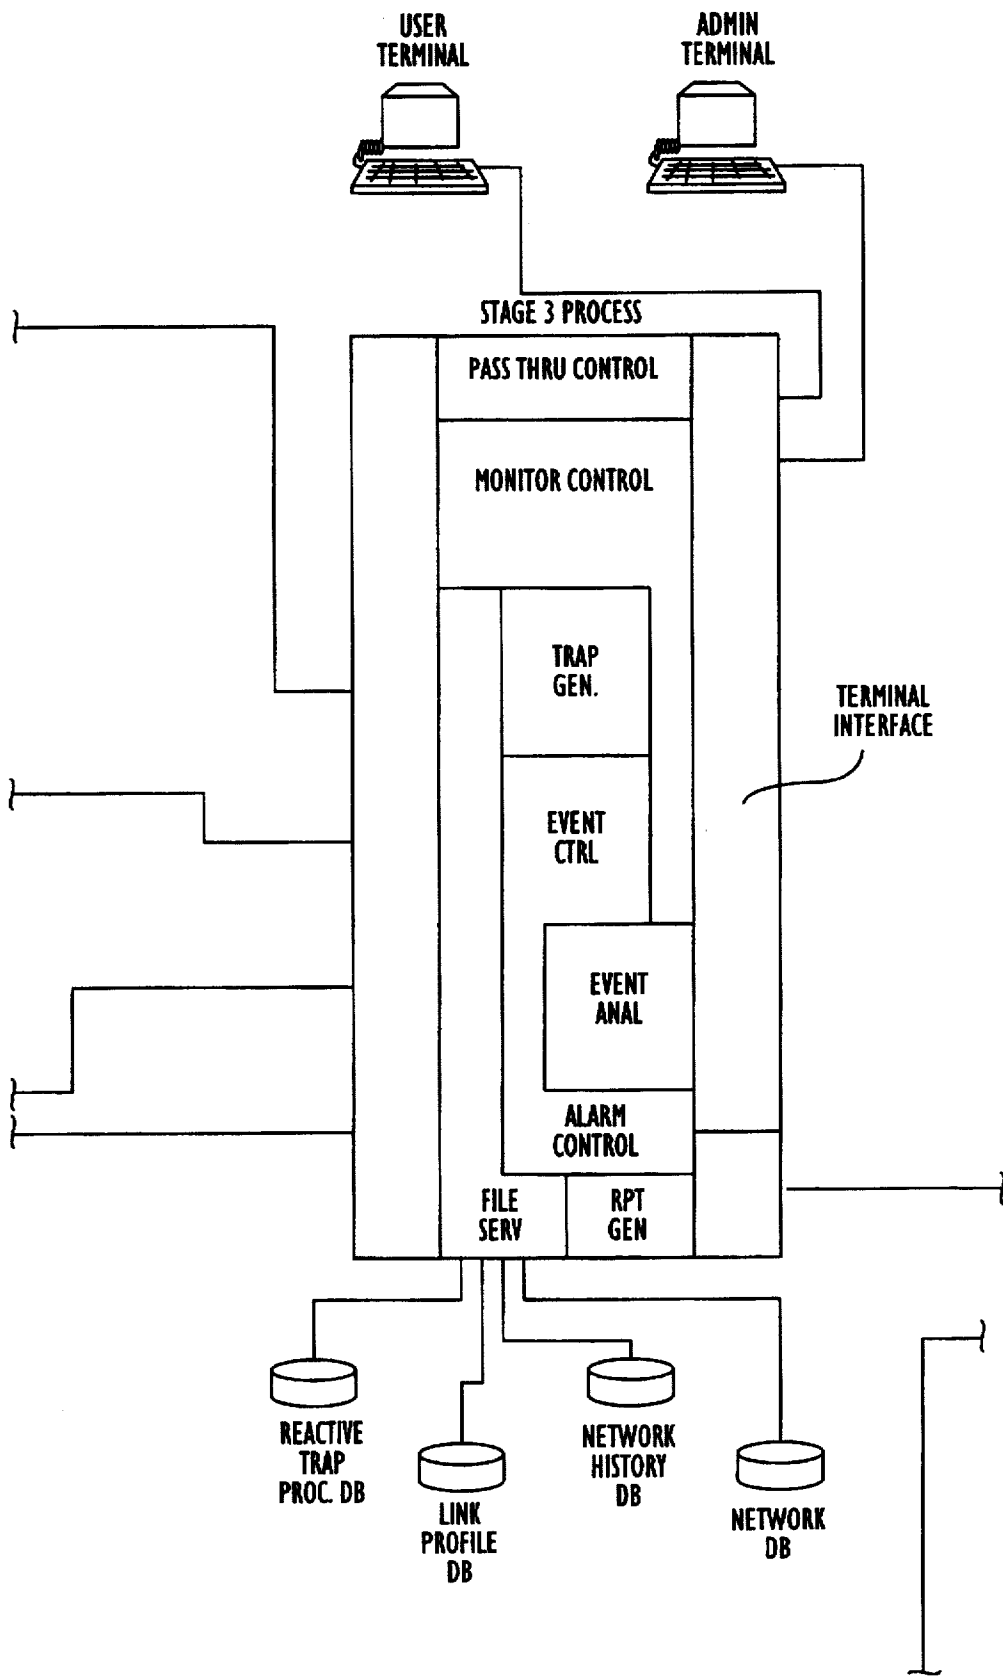 USER
TERMINAL
ADMIN
TERMINAL
STAGE 3 PROCESS
PASS THRU CONTROL
MONITOR CONTROL
TRAP
GEN.
TERMINAL
INTERFACE
EVENT
CTRL
EVENT
ANAL
ALARM
CONTROL
FILE
SERV
RPT
GEN
REACTIVE
TRAP
PROC. DB
LINK
PROFILE
DB
NETWORK
HISTORY
DB
NETWORK
DB